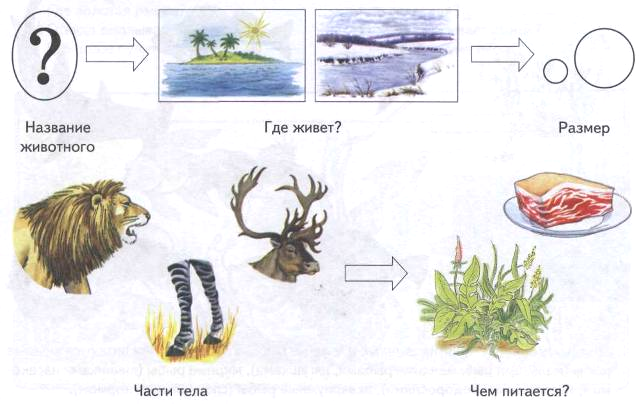 ?
Название
животного
Где живет?
Размер
Части тела
Чем питается?